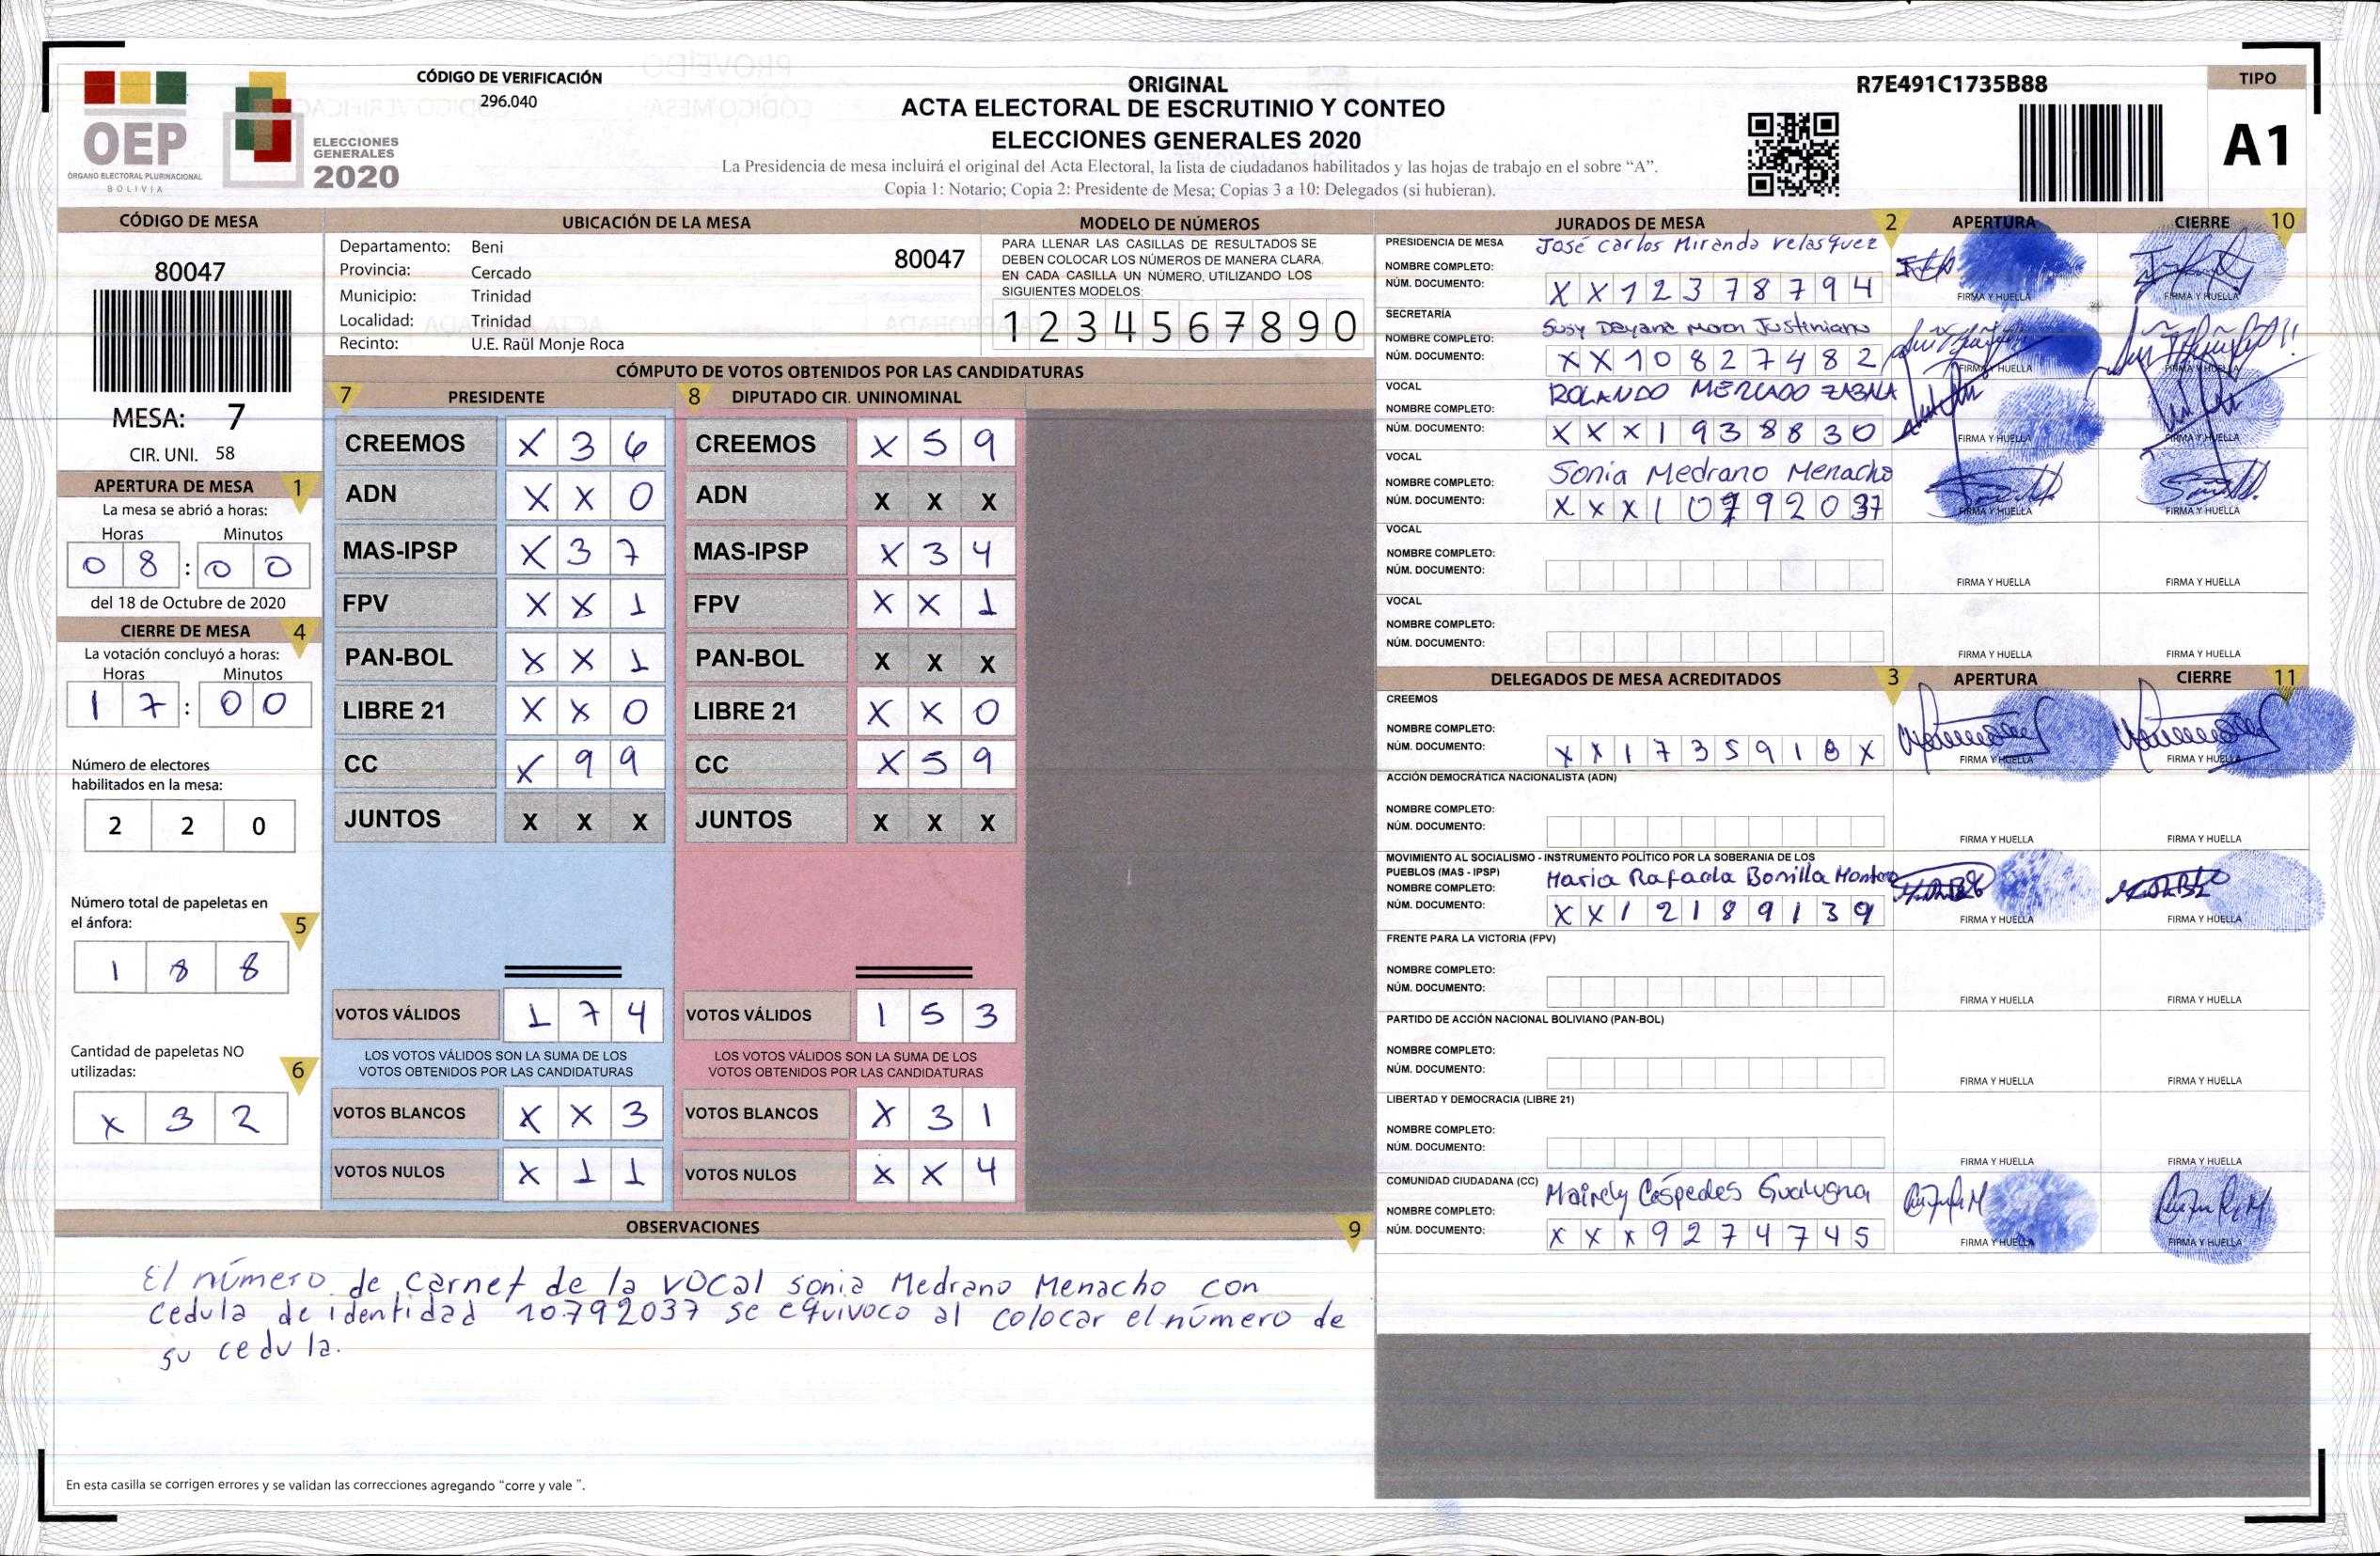 CÓDIGO DE VERIFICACIÓN
296.040
OEP
ÓRGANO ELECTORAL PLURINACIONAL
BOLIVIA
ELECCIONES
GENERALES
2020
ORIGINAL
ACTA ELECTORAL DE ESCRUTINIO Y CONTEO
ELECCIONES GENERALES 2020
La Presidencia de mesa incluirá el original del Acta Electoral, la lista de ciudadanos habilitados y las hojas de trabajo en el sobre “A”.
Copia 1: Notario; Copia 2: Presidente de Mesa; Copias 3 a 10: Delegados (si hubieran).
R7E491C1735B88
TIPO
A1
CÓDIGO DE MESA
80047
MESA: 7
CIR. UNI. 58
APERTURA DE MESA 1
La mesa se abrió a horas:
Horas Minutos
0 8 : 0 0
del 18 de Octubre de 2020
CIERRE DE MESA 4
La votación concluyó a horas:
Horas Minutos
1 7 : 0 0
Número de electores
habilitados en la mesa:
2 2 0
Número total de papeletas en
el ánfora: 5
1 8 8
Cantidad de papeletas NO
utilizadas: 6
X 3 2
UBICACIÓN DE LA MESA
Departamento: Beni
Provincia: Cercado
Municipio: Trinidad
Localidad: Trinidad
Recinto: U.E. Raül Monje Roca
80047
MODELO DE NÚMEROS
PARA LLENAR LAS CASILLAS DE RESULTADOS SE
DEBEN COLOCAR LOS NÚMEROS DE MANERA CLARA,
EN CADA CASILLA UN NÚMERO, UTILIZANDO LOS
SIGUIENTES MODELOS:
1 2 3 4 5 6 7 8 9 0
CÓMPUTO DE VOTOS OBTENIDOS POR LAS CANDIDATURAS
7 PRESIDENTE 8 DIPUTADO CIR. UNINOMINAL
CREEMOS X 3 6 CREEMOS X 5 9
ADN X X 0 ADN X X X
MAS-IPSP X 3 7 MAS-IPSP X 3 4
FPV X X 1 FPV X X 1
PAN-BOL X X 1 PAN-BOL X X X
LIBRE 21 X X 0 LIBRE 21 X X 0
CC X 9 9 CC X 5 9
JUNTOS X X X JUNTOS X X X
VOTOS VÁLIDOS 1 7 4 VOTOS VÁLIDOS 1 5 3
LOS VOTOS VÁLIDOS SON LA SUMA DE LOS LOS VOTOS VÁLIDOS SON LA SUMA DE LOS
VOTOS OBTENIDOS POR LAS CANDIDATURAS VOTOS OBTENIDOS POR LAS CANDIDATURAS
VOTOS BLANCOS X X 3 VOTOS BLANCOS X 3 1
VOTOS NULOS X 1 1 VOTOS NULOS X X 4
OBSERVACIONES 9
El número de carnet de la vocal sonia Medrano Menacho con
cedula de identidad 10792037 se equivoco al colocar el número de
su cedula.
En esta casilla se corrigen errores y se validan las correcciones agregando “corre y vale ”.
JURADOS DE MESA 2 APERTURA CIERRE 10
PRESIDENCIA DE MESA José Carlos Miranda Velasquez
NOMBRE COMPLETO:
NÚM. DOCUMENTO: X X 1 2 3 7 8 7 9 4 FIRMA Y HUELLA FIRMA Y HUELLA
SECRETARÍA
NOMBRE COMPLETO: Susy Dayana Moron Justiniano
NÚM. DOCUMENTO: X X 1 0 8 2 7 4 8 2 FIRMA Y HUELLA FIRMA Y HUELLA
VOCAL ROLANDO MERCADO ZABALA
NOMBRE COMPLETO:
NÚM. DOCUMENTO: X X X 1 9 3 8 8 3 0 FIRMA Y HUELLA FIRMA Y HUELLA
VOCAL Sonia Medrano Menacho
NOMBRE COMPLETO:
NÚM. DOCUMENTO: X X X 1 0 7 9 2 0 37 FIRMA Y HUELLA FIRMA Y HUELLA
VOCAL
NOMBRE COMPLETO:
NÚM. DOCUMENTO: FIRMA Y HUELLA FIRMA Y HUELLA
VOCAL
NOMBRE COMPLETO:
NÚM. DOCUMENTO: FIRMA Y HUELLA FIRMA Y HUELLA
DELEGADOS DE MESA ACREDITADOS 3 APERTURA CIERRE 11
CREEMOS
NOMBRE COMPLETO:
NÚM. DOCUMENTO: X X 1 7 3 5 9 1 8 X FIRMA Y HUELLA FIRMA Y HUELLA
ACCIÓN DEMOCRÁTICA NACIONALISTA (ADN)
NOMBRE COMPLETO:
NÚM. DOCUMENTO: FIRMA Y HUELLA FIRMA Y HUELLA
MOVIMIENTO AL SOCIALISMO - INSTRUMENTO POLÍTICO POR LA SOBERANIA DE LOS
PUEBLOS (MAS - IPSP) Maria Rafaela Bonilla
NOMBRE COMPLETO:
NÚM. DOCUMENTO: X X 1 2 1 8 9 1 3 9 FIRMA Y HUELLA FIRMA Y HUELLA
FRENTE PARA LA VICTORIA (FPV)
NOMBRE COMPLETO:
NÚM. DOCUMENTO: FIRMA Y HUELLA FIRMA Y HUELLA
PARTIDO DE ACCIÓN NACIONAL BOLIVIANO (PAN-BOL)
NOMBRE COMPLETO:
NÚM. DOCUMENTO: FIRMA Y HUELLA FIRMA Y HUELLA
LIBERTAD Y DEMOCRACIA (LIBRE 21)
NOMBRE COMPLETO:
NÚM. DOCUMENTO: FIRMA Y HUELLA FIRMA Y HUELLA
COMUNIDAD CIUDADANA (CC) Céspedes
NOMBRE COMPLETO:
NÚM. DOCUMENTO: X X X 9 2 7 4 7 4 5 FIRMA Y HUELLA FIRMA Y HUELLA